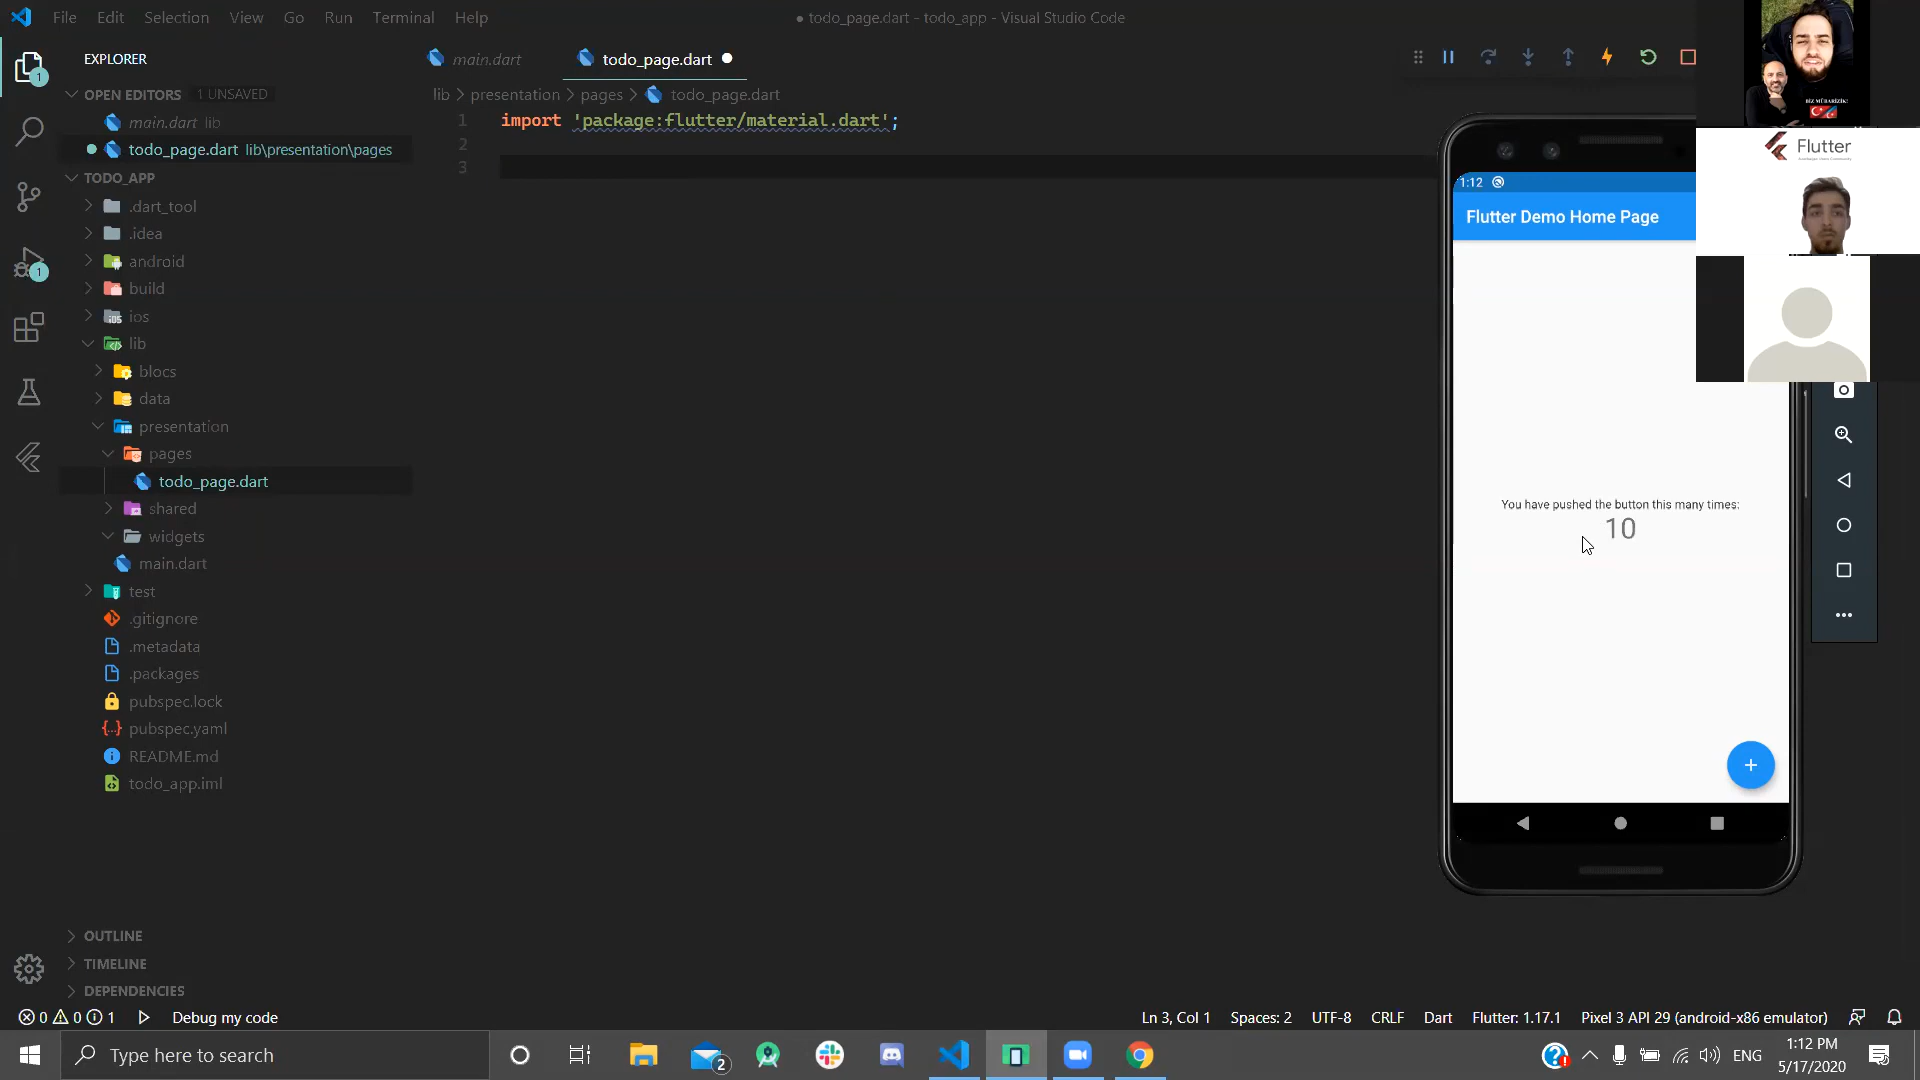 File Edit Selection View Go Run Terminal Help
● todo_page.dart - todo_app - Visual Studio Code
EXPLORER
OPEN EDITORS 1 UNSAVED
main.dart lib
todo_page.dart lib\presentation\pages
TODO_APP
.dart_tool
.idea
android
build
ios
lib
blocs
data
presentation
pages
todo_page.dart
shared
widgets
main.dart
test
.gitignore
.metadata
.packages
pubspec.lock
pubspec.yaml
README.md
todo_app.iml
OUTLINE
TIMELINE
DEPENDENCIES
main.dart todo_page.dart
lib > presentation > pages > todo_page.dart
1 import 'package:flutter/material.dart';
2
3
1:12
Flutter Demo Home Page
You have pushed the button this many times:
10
BİZ MÜBARİZİK!
Flutter
0 0 1 Debug my code
Ln 3, Col 1 Spaces: 2 UTF-8 CRLF Dart Flutter: 1.17.1 Pixel 3 API 29 (android-x86 emulator)
Type here to search
2
ENG
1:12 PM
5/17/2020